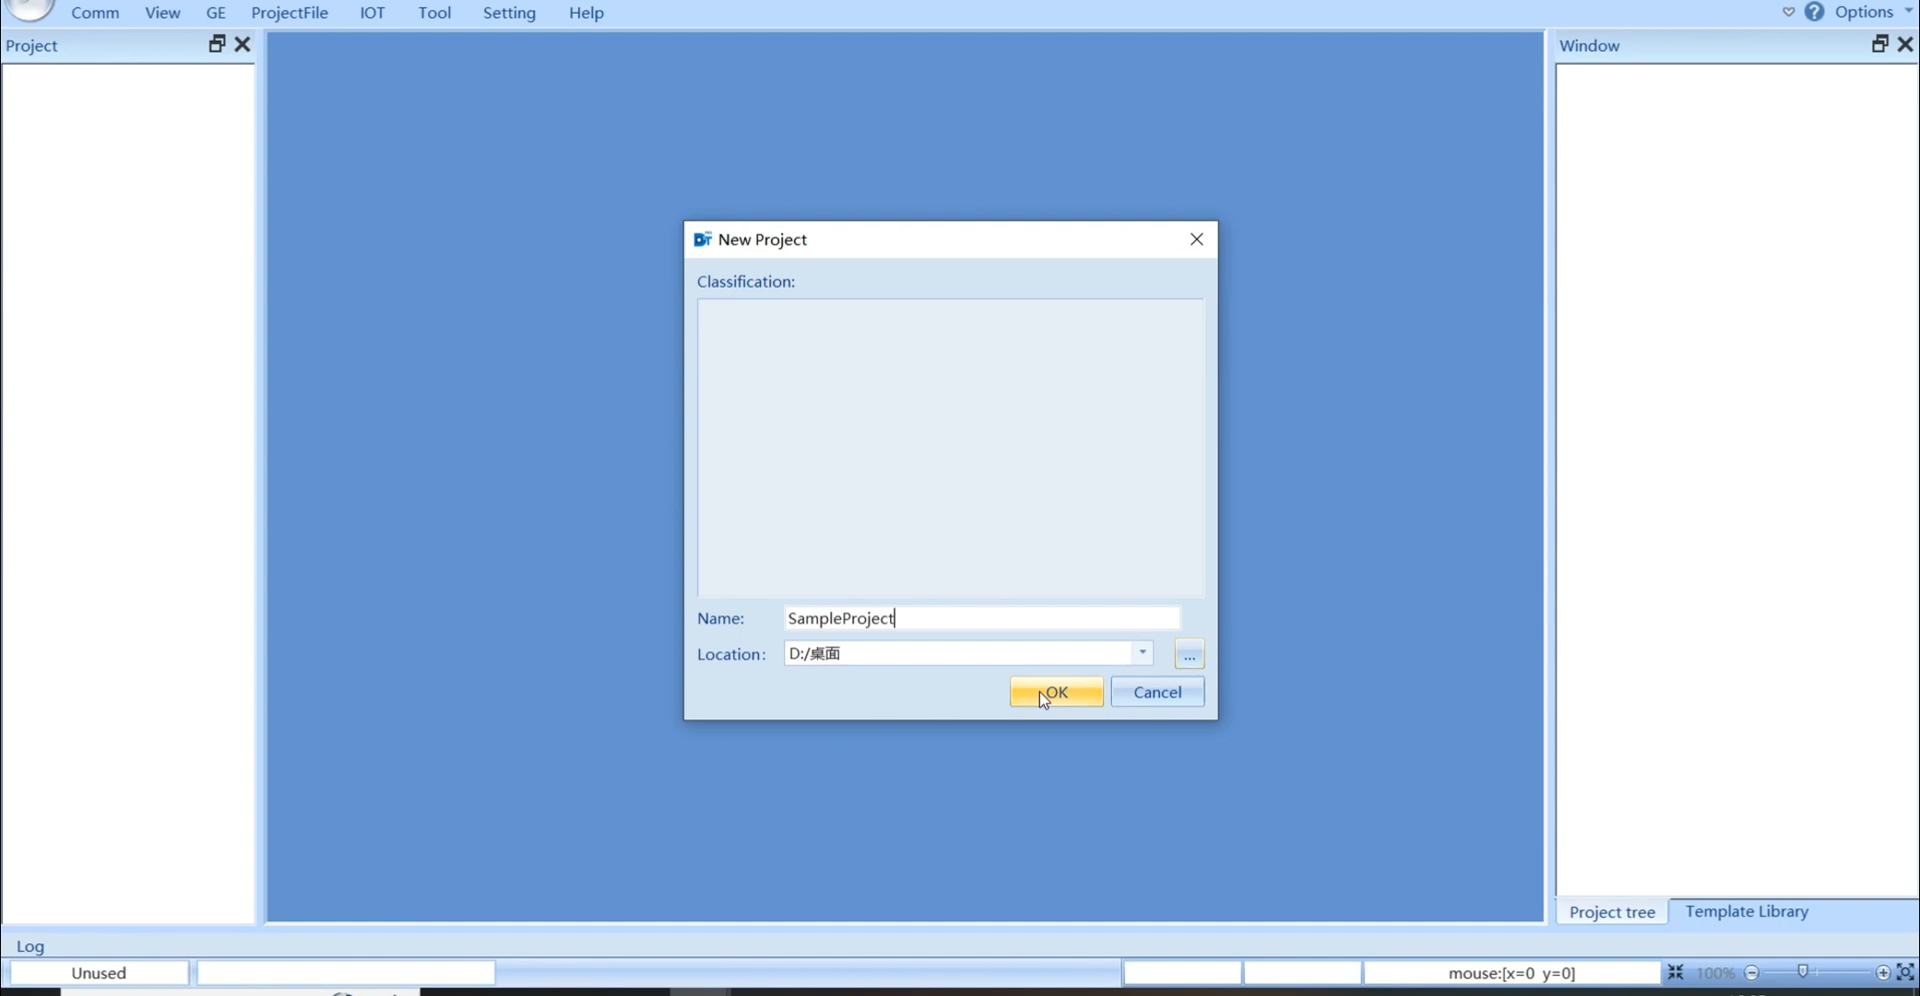 Comm View GE ProjectFile IOT Tool Setting Help Options
Project
Window
New Project
Classification:
Name: SampleProject
Location: D:/桌面 ...
OK Cancel
Project tree Template Library
Log
Unused mouse:[x=0 y=0] 100%